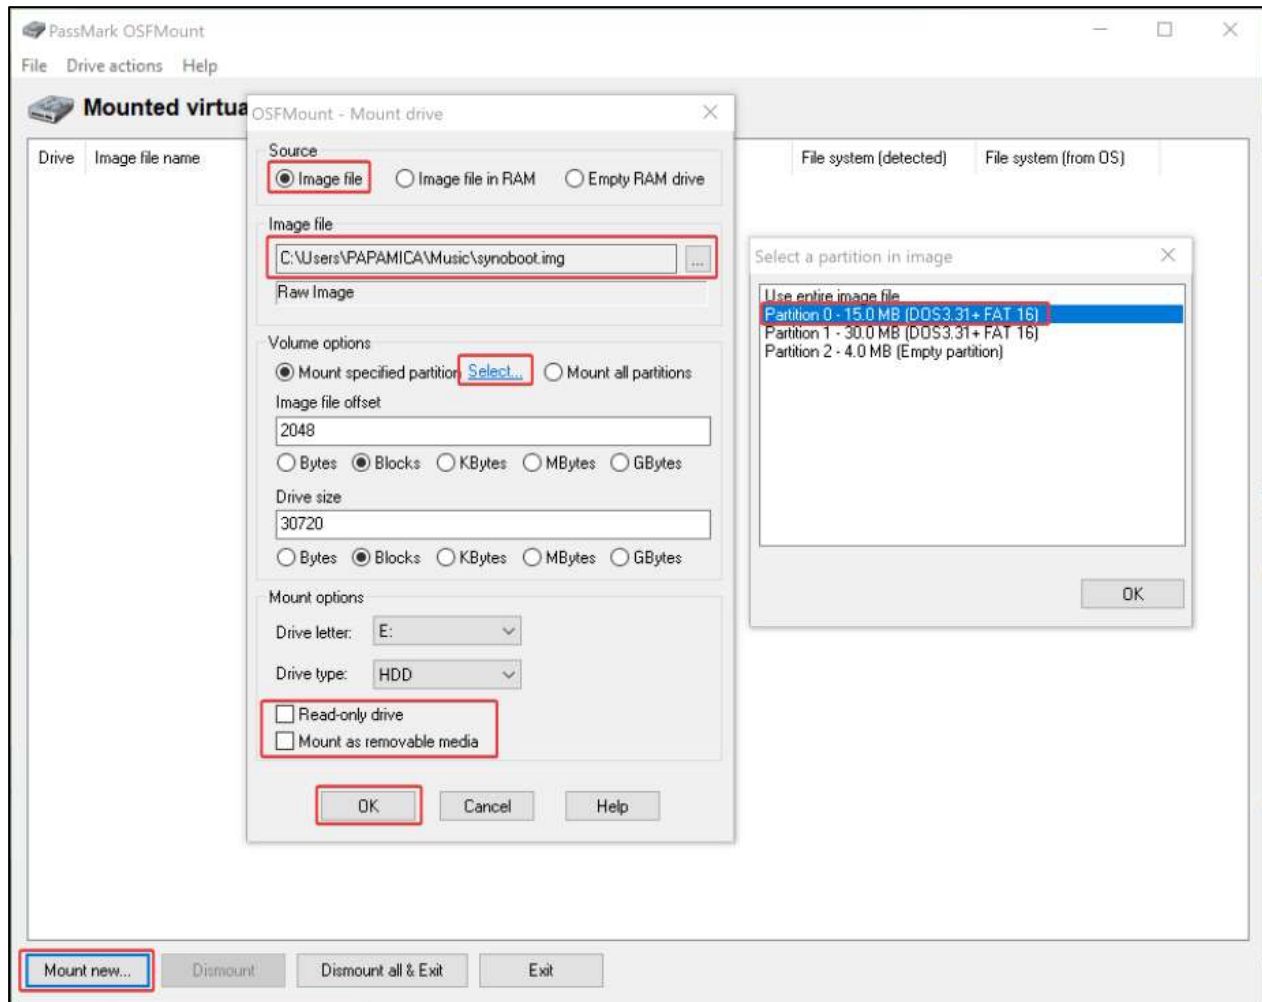 PassMark OSFMount
File Drive actions Help
Mounted virtua
Drive Image file name File system (detected) File system (from OS)
OSFMount - Mount drive
Source
Image file Image file in RAM Empty RAM drive
Image file
C:\Users\PAPAMICA\Music\synoboot.img ...
Raw Image
Volume options
Mount specified partition Select... Mount all partitions
Image file offset
2048
Bytes Blocks KBytes MBytes GBytes
Drive size
30720
Bytes Blocks KBytes MBytes GBytes
Mount options
Drive letter: E:
Drive type: HDD
Read-only drive
Mount as removable media
OK Cancel Help
Select a partition in image
Use entire image file
Partition 0 - 15.0 MB (DOS3.31+ FAT 16)
Partition 1 - 30.0 MB (DOS3.31+ FAT 16)
Partition 2 - 4.0 MB (Empty partition)
OK
Mount new... Dismount Dismount all & Exit Exit